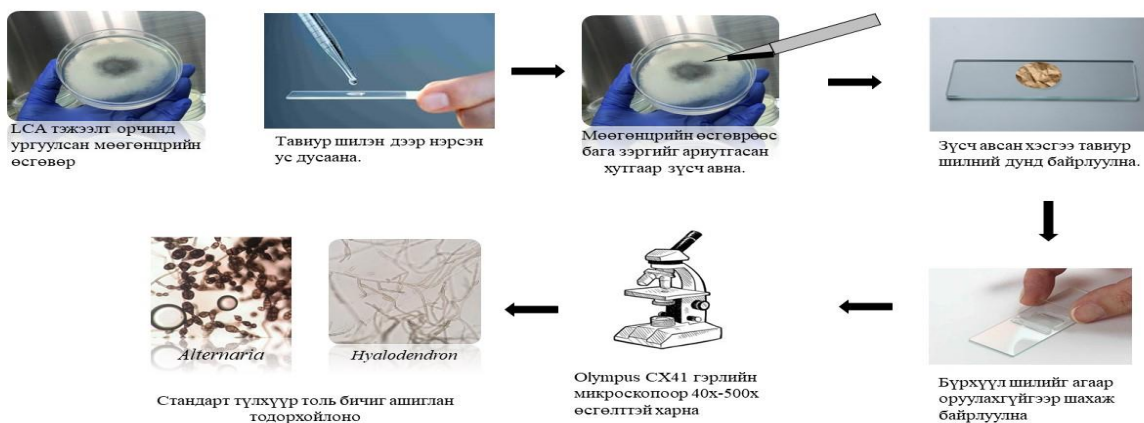 LCA тэжээлт орчинд
ургуулсан мөөгөнцрийн
өсгөвөр
Тавиур шилэн дээр нэрсэн
ус дусаана.
Мөөгөнцрийн өсгөврөөс
бага зэргийг ариутгасан
хутгаар зүсч авна.
Зүсч авсан хэсгээ тавиур
шилний дунд байрлуулна.
Бүрхүүл шилийг агаар
оруулахгүйгээр шахаж
байрлуулна
Olympus CX41 гэрлийн
микроскопоор 40x-500x
өсгөлттэй харна
Alternaria
Hyalodendron
Стандарт түлхүүр толь бичиг ашиглан
тодорхойлоно